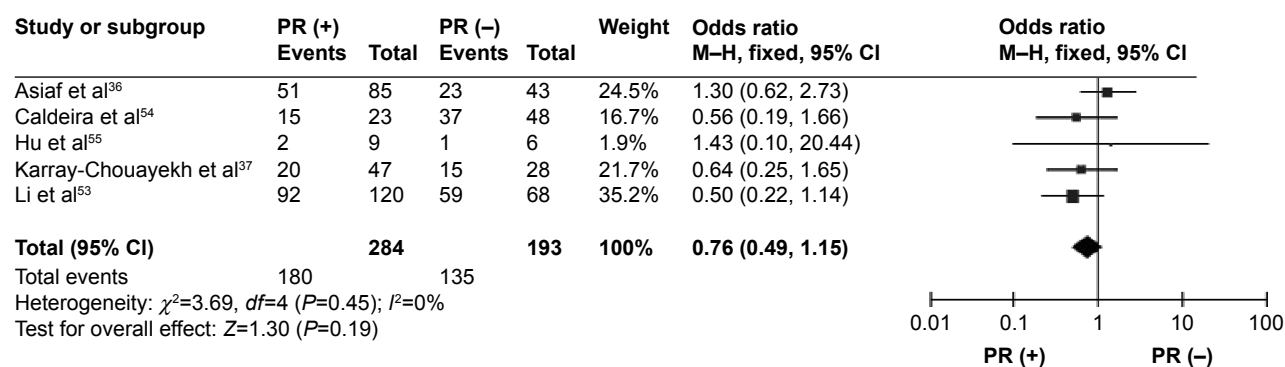 Study or subgroup PR (+) PR (–) Weight Odds ratio Odds ratio
Events Total Events Total M–H, fixed, 95% CI M–H, fixed, 95% CI
Asiaf et al36 51 85 23 43 24.5% 1.30 (0.62, 2.73)
Caldeira et al54 15 23 37 48 16.7% 0.56 (0.19, 1.66)
Hu et al55 2 9 1 6 1.9% 1.43 (0.10, 20.44)
Karray-Chouayekh et al37 20 47 15 28 21.7% 0.64 (0.25, 1.65)
Li et al53 92 120 59 68 35.2% 0.50 (0.22, 1.14)
Total (95% CI) 284 193 100% 0.76 (0.49, 1.15)
Total events 180 135
Heterogeneity: χ2=3.69, df=4 (P=0.45); I2=0%
Test for overall effect: Z=1.30 (P=0.19)
0.01 0.1 1 10 100
PR (+) PR (–)